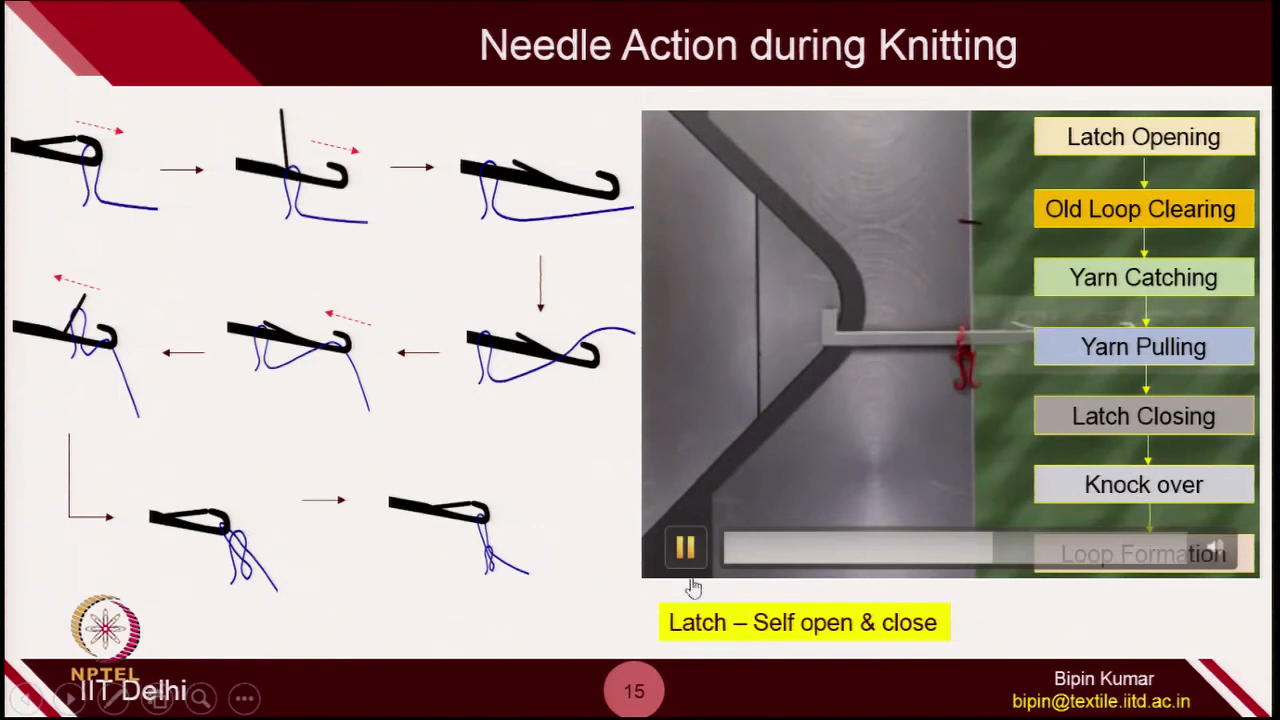 Needle Action during Knitting
Latch Opening
Old Loop Clearing
Yarn Catching
Yarn Pulling
Latch Closing
Knock over
Loop Formation
Latch – Self open & close
NPTEL
IIT Delhi
15
Bipin Kumar
bipin@textile.iitd.ac.in